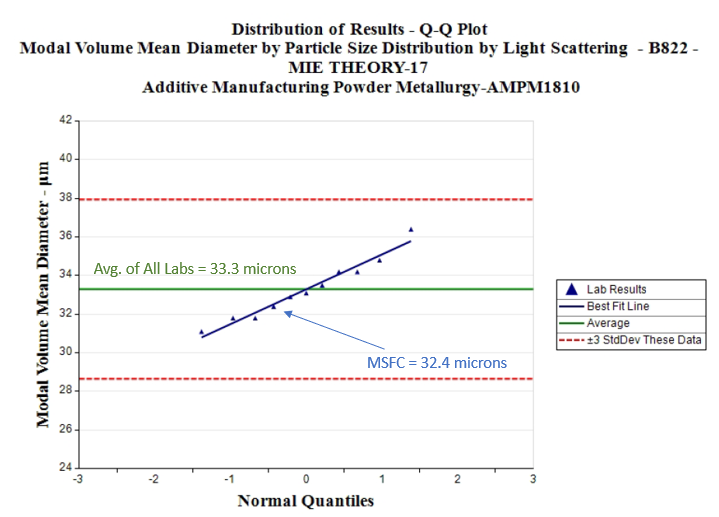 Distribution of Results - Q-Q Plot
Modal Volume Mean Diameter by Particle Size Distribution by Light Scattering - B822 -
MIE THEORY-17
Additive Manufacturing Powder Metallurgy-AMPM1810
Modal Volume Mean Diameter - µm
42
40
38
36
34
32
30
28
26
24
Avg. of All Labs = 33.3 microns
MSFC = 32.4 microns
-3
-2
-1
0
1
2
3
Normal Quantiles
Lab Results
Best Fit Line
Average
±3 StdDev These Data